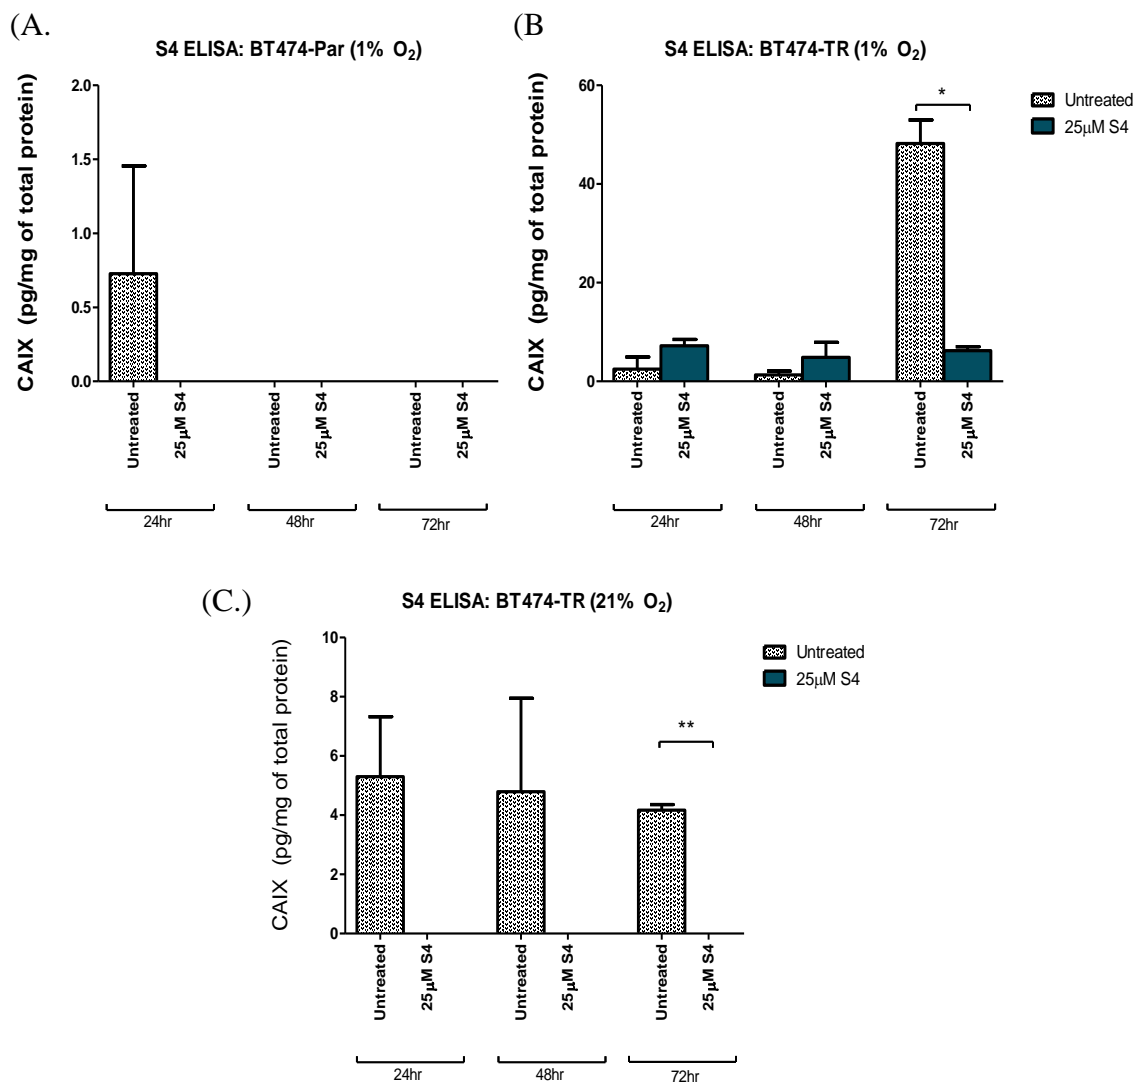 (A.
S4 ELISA: BT474-Par (1% O₂)
CAIX (pg/mg of total protein)
2.0
1.5
1.0
0.5
0.0
Untreated
25µM S4
Untreated
25µM S4
Untreated
25µM S4
24hr
48hr
72hr
(B
S4 ELISA: BT474-TR (1% O₂)
CAIX (pg/mg of total protein)
60
40
20
0
*
Untreated
25µM S4
Untreated
25µM S4
Untreated
25µM S4
Untreated
25µM S4
24hr
48hr
72hr
(C.)
S4 ELISA: BT474-TR (21% O₂)
CAIX (pg/mg of total protein)
10
8
6
4
2
0
**
Untreated
25µM S4
Untreated
25µM S4
Untreated
25µM S4
Untreated
25µM S4
24hr
48hr
72hr